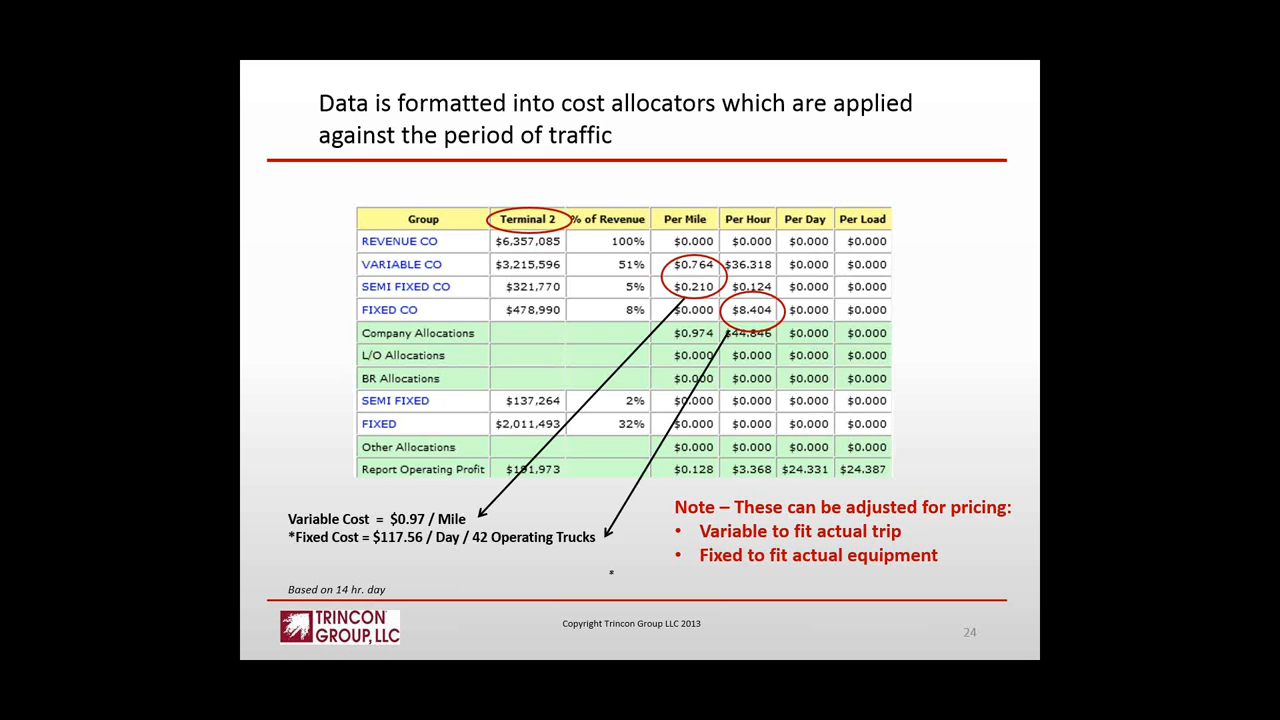 Data is formatted into cost allocators which are applied
against the period of traffic
Group Terminal 2 % of Revenue Per Mile Per Hour Per Day Per Load
REVENUE CO $6,357,085 100% $0.000 $0.000 $0.000 $0.000
VARIABLE CO $3,215,596 51% $0.764 $36.318 $0.000 $0.000
SEMI FIXED CO $321,770 5% $0.210 $0.124 $0.000 $0.000
FIXED CO $478,990 8% $0.000 $8.404 $0.000 $0.000
Company Allocations $0.974 $44.846 $0.000 $0.000
L/O Allocations $0.000 $0.000 $0.000 $0.000
BR Allocations $0.000 $0.000 $0.000 $0.000
SEMI FIXED $137,264 2% $0.000 $0.000 $0.000 $0.000
FIXED $2,011,493 32% $0.000 $0.000 $0.000 $0.000
Other Allocations $0.000 $0.000 $0.000 $0.000
Report Operating Profit $191,973 $0.128 $3.368 $24.331 $24.387
Variable Cost = $0.97 / Mile
*Fixed Cost = $117.56 / Day / 42 Operating Trucks
Note – These can be adjusted for pricing:
• Variable to fit actual trip
• Fixed to fit actual equipment
*
Based on 14 hr. day
TRINCON
GROUP, LLC
Copyright Trincon Group LLC 2013
24